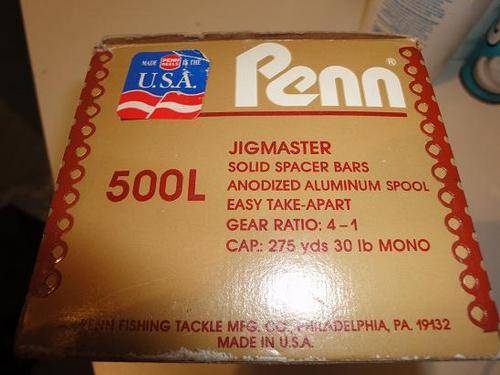 MADE PENN REELS IN THE
U.S.A.
Penn®
500L
JIGMASTER
SOLID SPACER BARS
ANODIZED ALUMINUM SPOOL
EASY TAKE-APART
GEAR RATIO: 4-1
CAP.: 275 yds 30 lb MONO
PENN FISHING TACKLE MFG. CO., PHILADELPHIA, PA. 19132
MADE IN U.S.A.